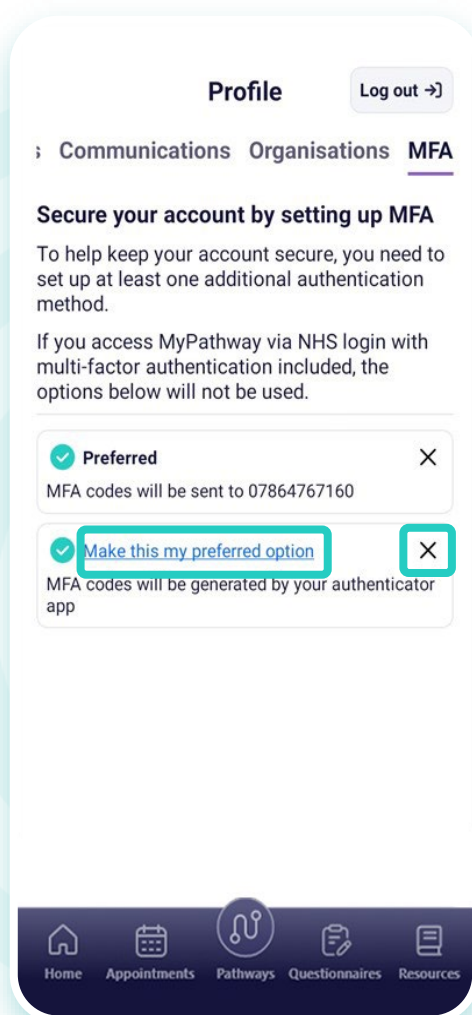 Profile
Log out
s Communications Organisations MFA
Secure your account by setting up MFA
To help keep your account secure, you need to
set up at least one additional authentication
method.
If you access MyPathway via NHS login with
multi-factor authentication included, the
options below will not be used.
Preferred
MFA codes will be sent to 07864767160
Make this my preferred option
MFA codes will be generated by your authenticator
app
Home Appointments Pathways Questionnaires Resources